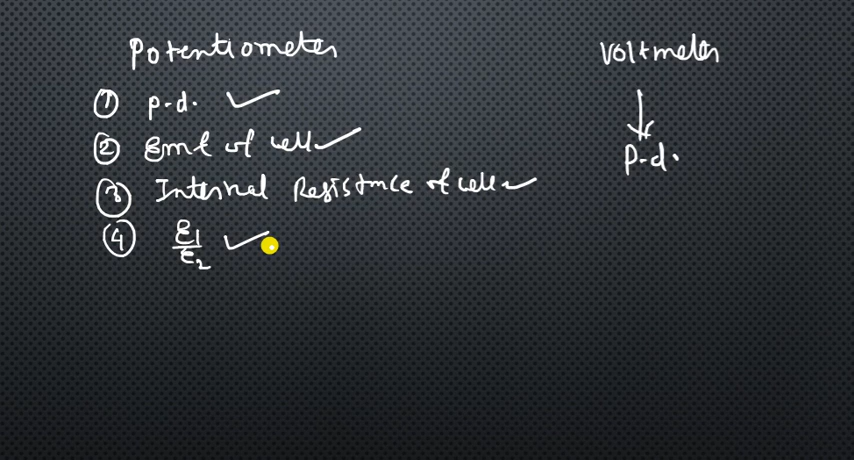 Potentiometer
① p.d. ✓
② Emf of cell ✓
③ Internal Resistance of cell ✓
④ ε1/ε2 ✓
Voltmeter
↓
p.d.